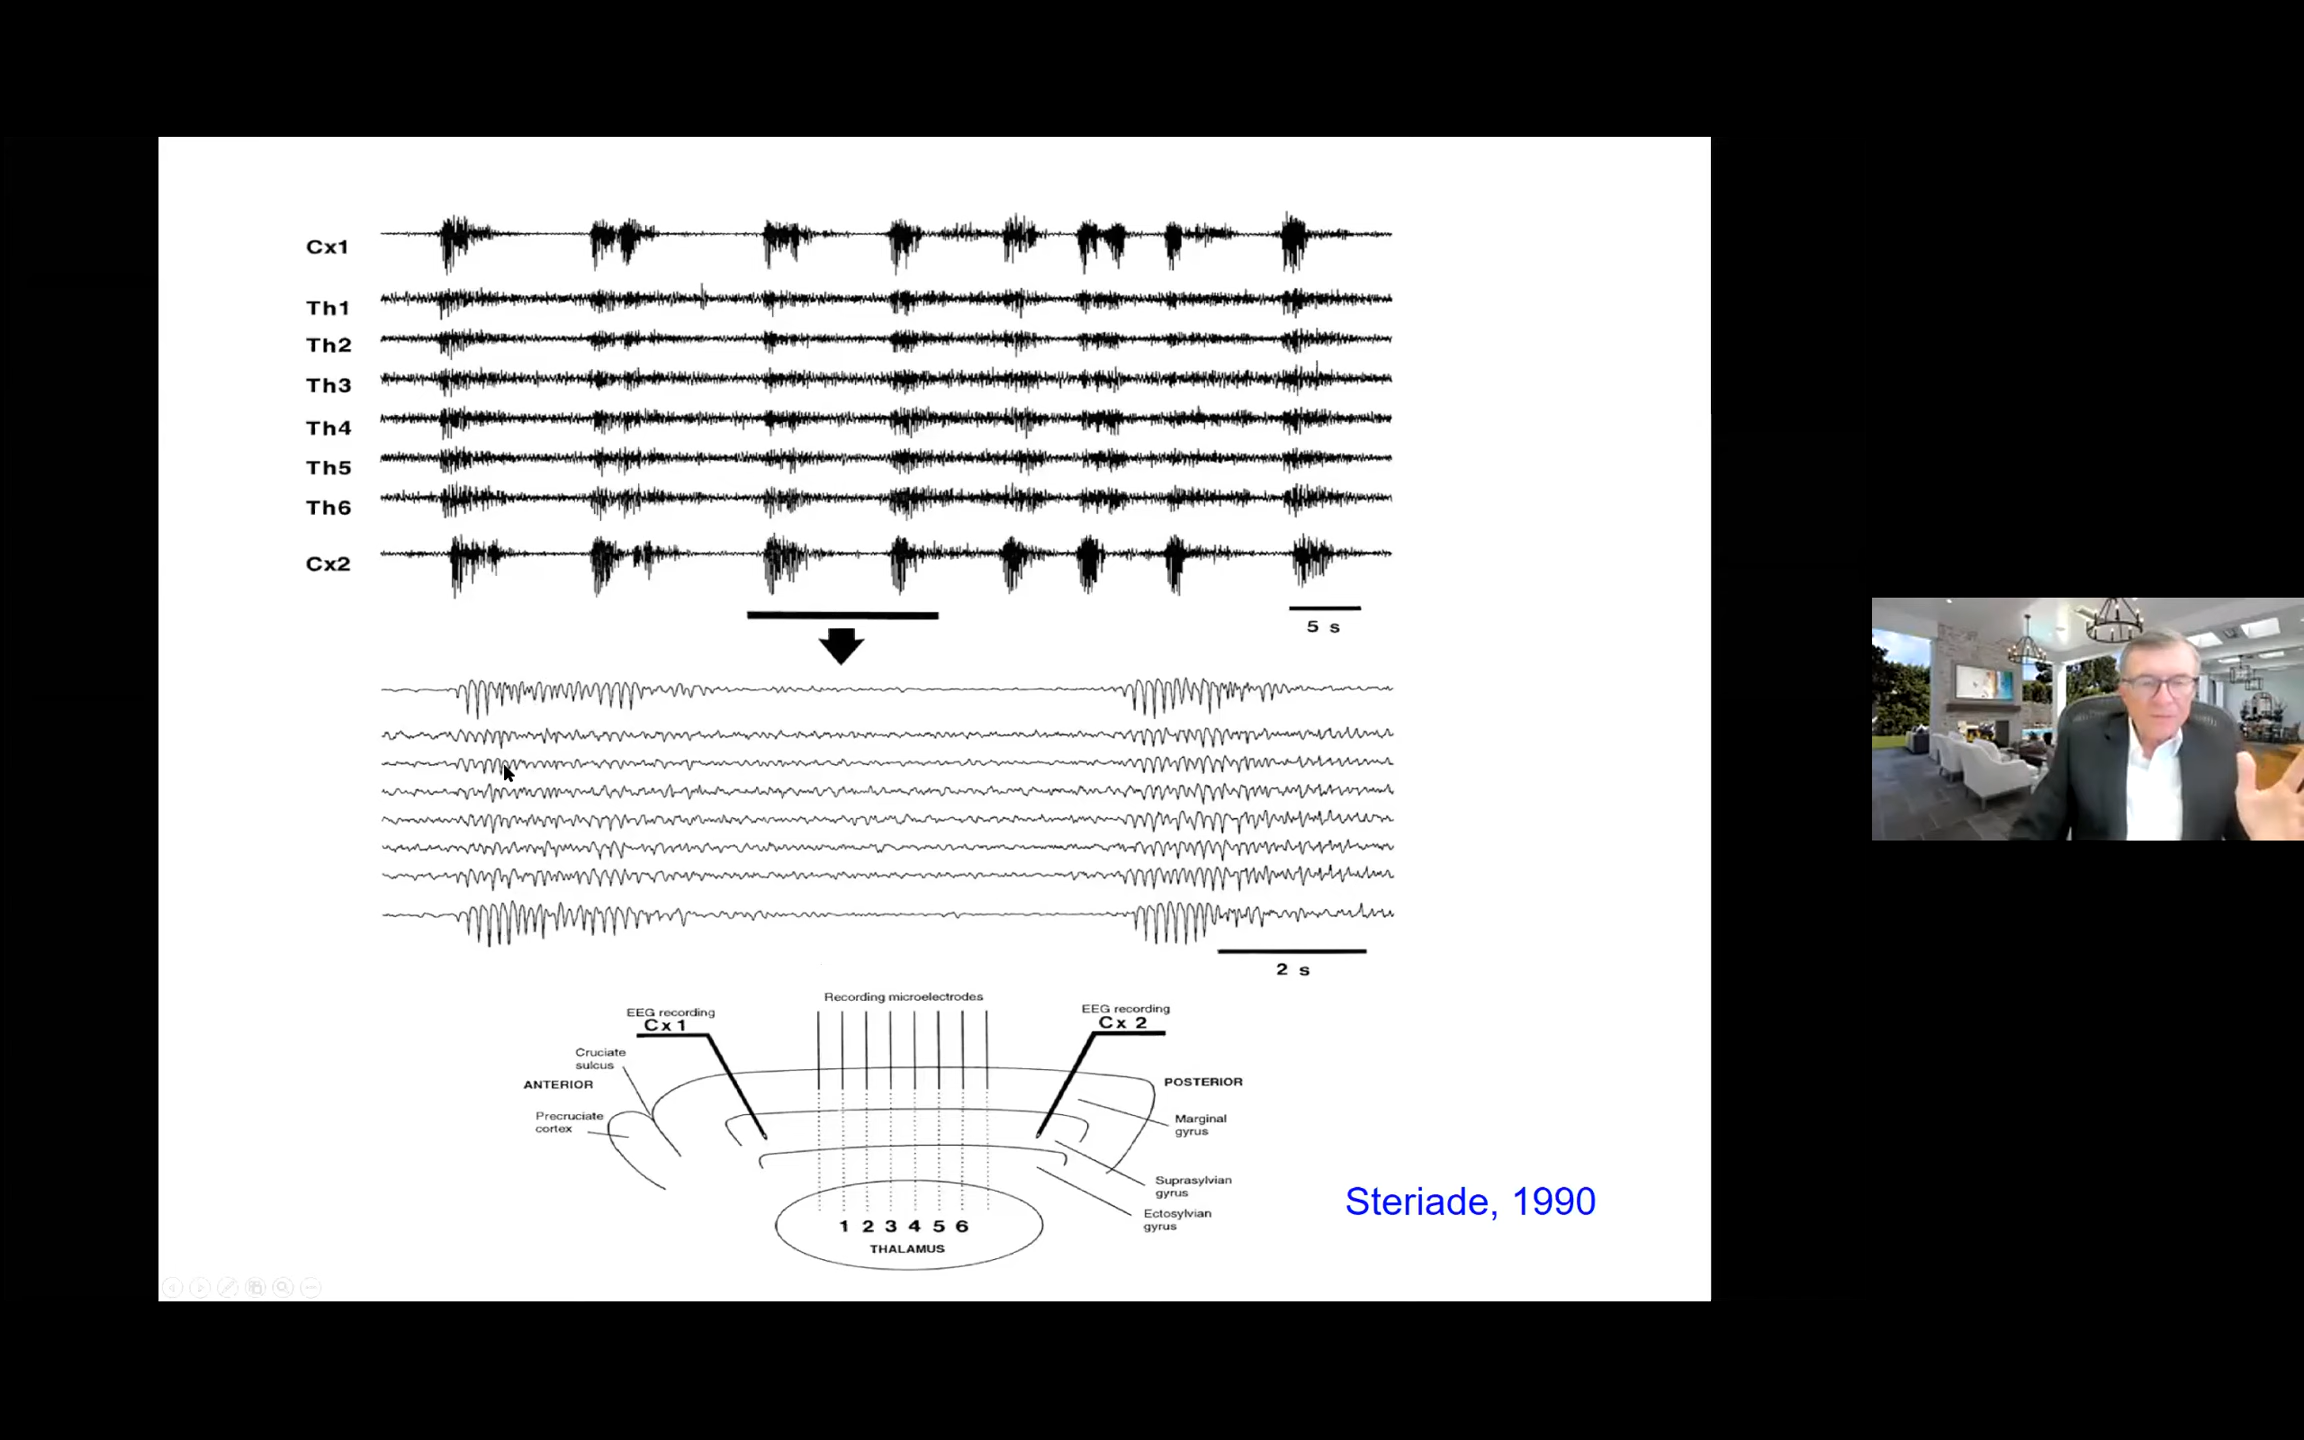 Cx1
Th1
Th2
Th3
Th4
Th5
Th6
Cx2
5 s
2 s
Recording microelectrodes
EEG recording
Cx 1
EEG recording
Cx 2
Cruciate
sulcus
ANTERIOR
POSTERIOR
Precruciate
cortex
Marginal
gyrus
Suprasylvian
gyrus
Ectosylvian
gyrus
1 2 3 4 5 6
THALAMUS
Steriade, 1990